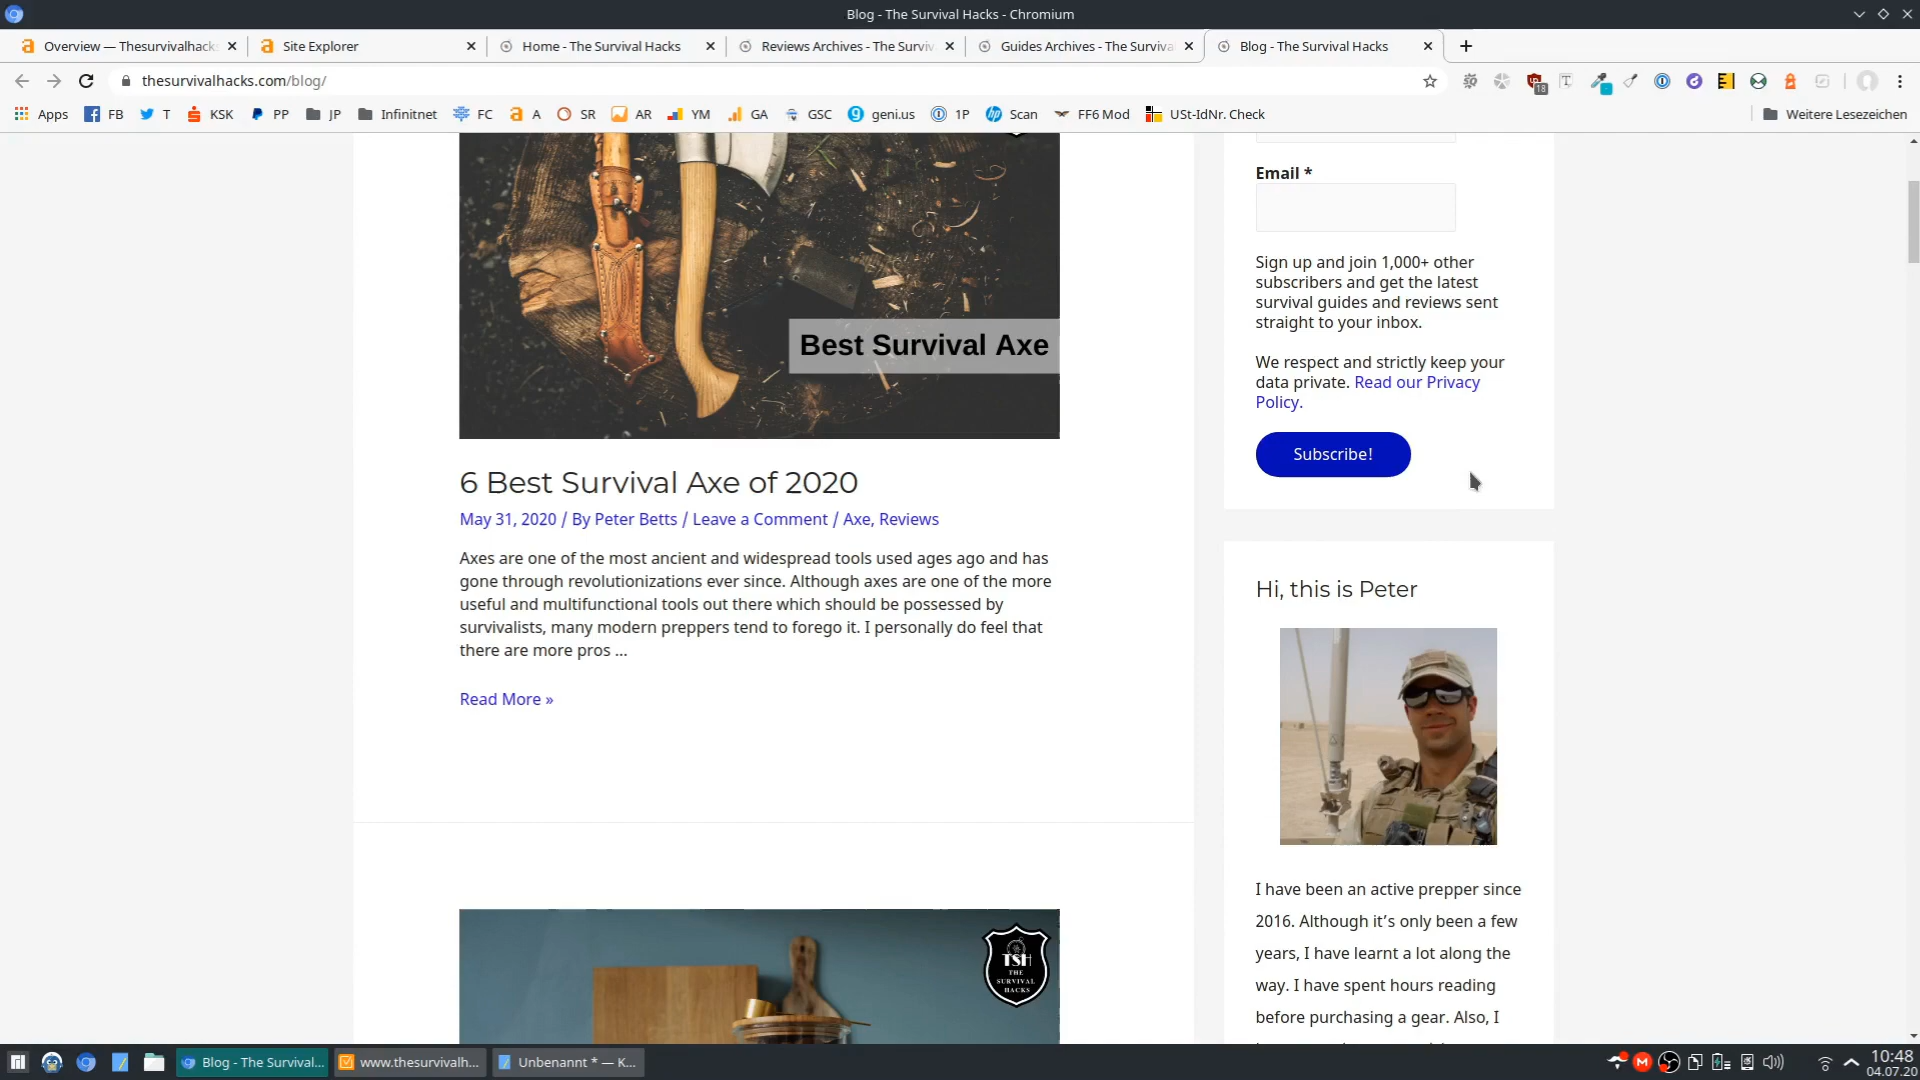 Blog - The Survival Hacks - Chromium
Overview — Thesurvivalhack
Site Explorer
Home - The Survival Hacks
Reviews Archives - The Surviv
Guides Archives - The Surviva
Blog - The Survival Hacks
thesurvivalhacks.com/blog/
18
Apps
FB
T
KSK
PP
JP
Infinitnet
FC
A
SR
AR
YM
GA
GSC
geni.us
1P
Scan
FF6 Mod
USt-IdNr. Check
Weitere Lesezeichen
Best Survival Axe
6 Best Survival Axe of 2020
May 31, 2020 / By Peter Betts / Leave a Comment / Axe, Reviews
Axes are one of the most ancient and widespread tools used ages ago and has
gone through revolutionizations ever since. Although axes are one of the more
useful and multifunctional tools out there which should be possessed by
survivalists, many modern preppers tend to forego it. I personally do feel that
there are more pros ...
Read More »
TSH
THE
SURVIVAL
HACKS
Email *
Sign up and join 1,000+ other
subscribers and get the latest
survival guides and reviews sent
straight to your inbox.
We respect and strictly keep your
data private. Read our Privacy
Policy.
Subscribe!
Hi, this is Peter
I have been an active prepper since
2016. Although it's only been a few
years, I have learnt a lot along the
way. I have spent hours reading
before purchasing a gear. Also, I
Blog - The Survival...
www.thesurvivalh...
Unbenannt * — K...
10:48
04.07.20